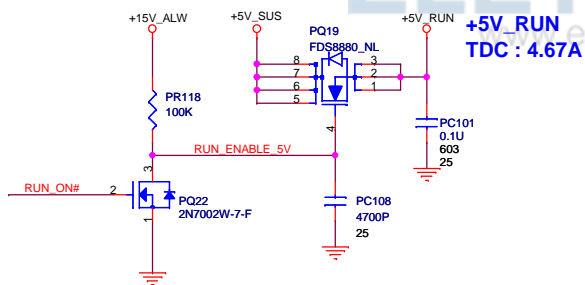 +15V_ALW
+5V_SUS
+5V_RUN
+5V_RUN
TDC : 4.67A
PQ19
FDS8880_NL
8
7
6
5
3
2
1
4
PR118
100K
PC101
0.1U
603
25
RUN_ENABLE_5V
3
RUN_ON#
2
1
PQ22
2N7002W-7-F
PC108
4700P
25